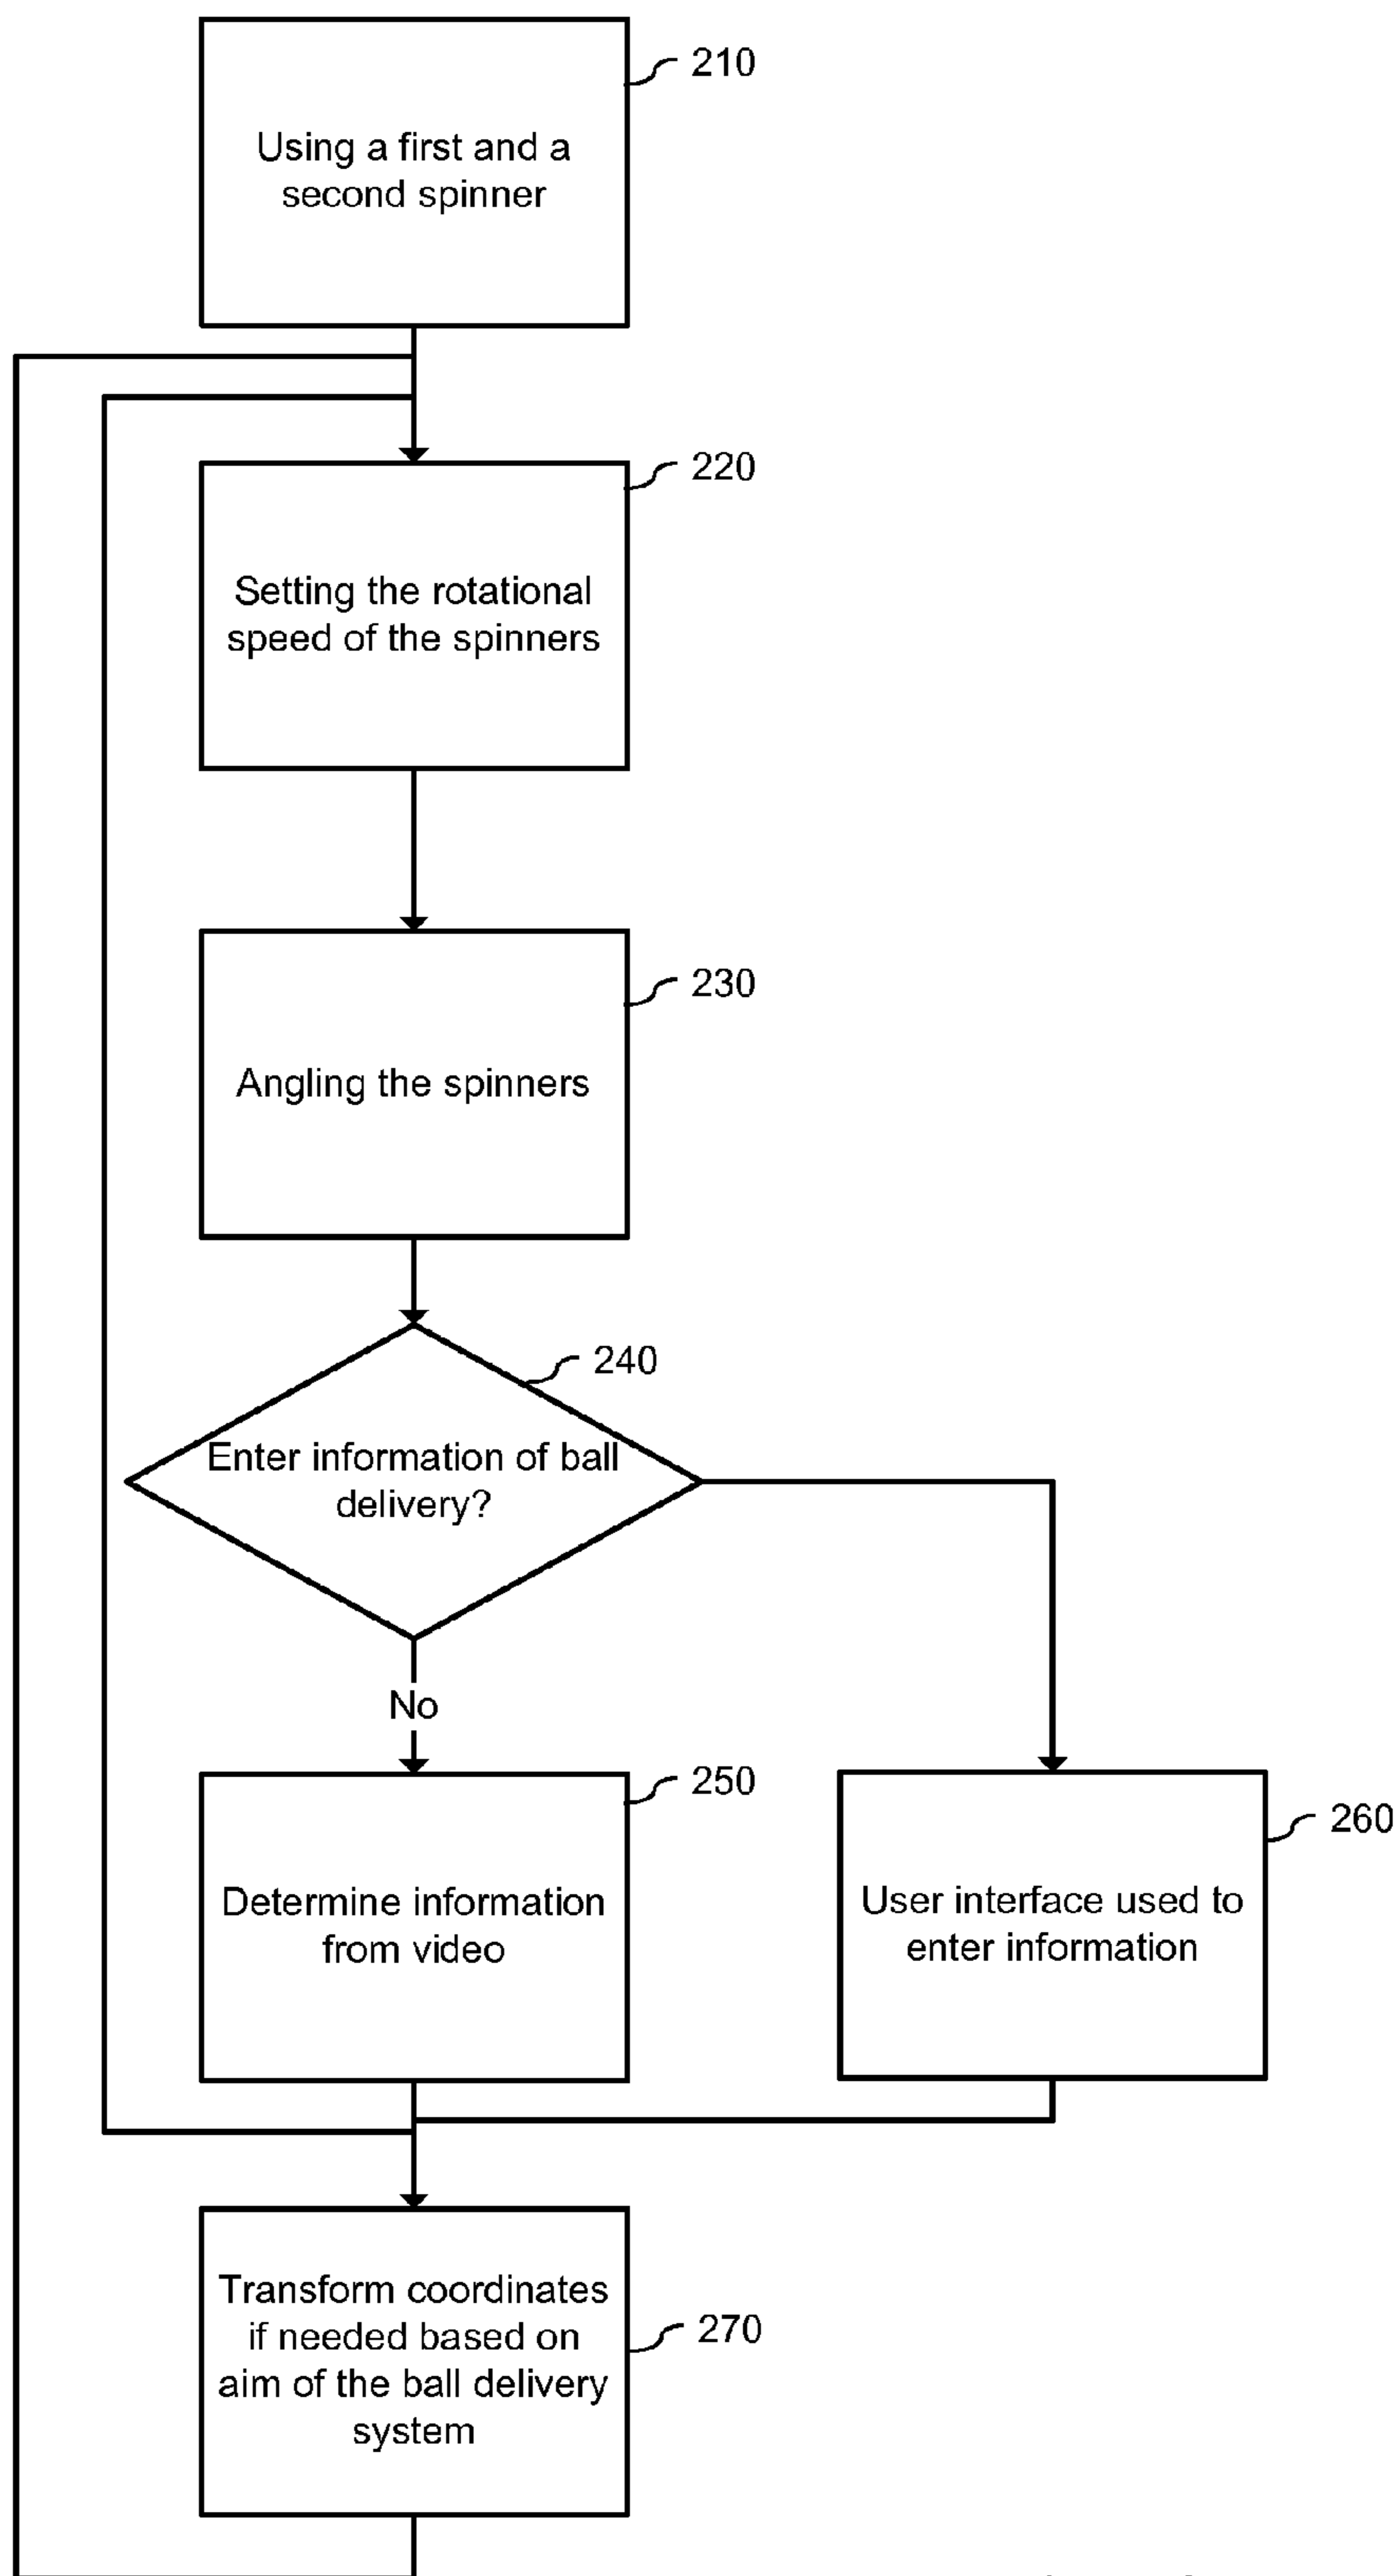 210
Using a first and a
second spinner
220
Setting the rotational
speed of the spinners
230
Angling the spinners
240
Enter information of ball
delivery?
No
250
Determine information
from video
260
User interface used to
enter information
270
Transform coordinates
if needed based on
aim of the ball delivery
system